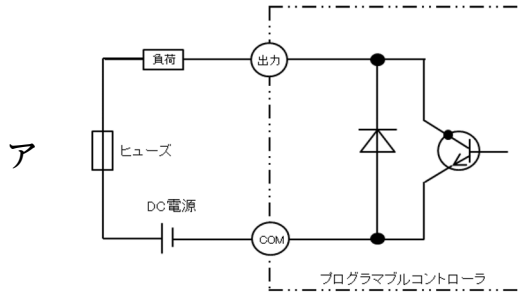 負荷
出力
ア
ヒューズ
DC電源
COM
プログラマブルコントローラ